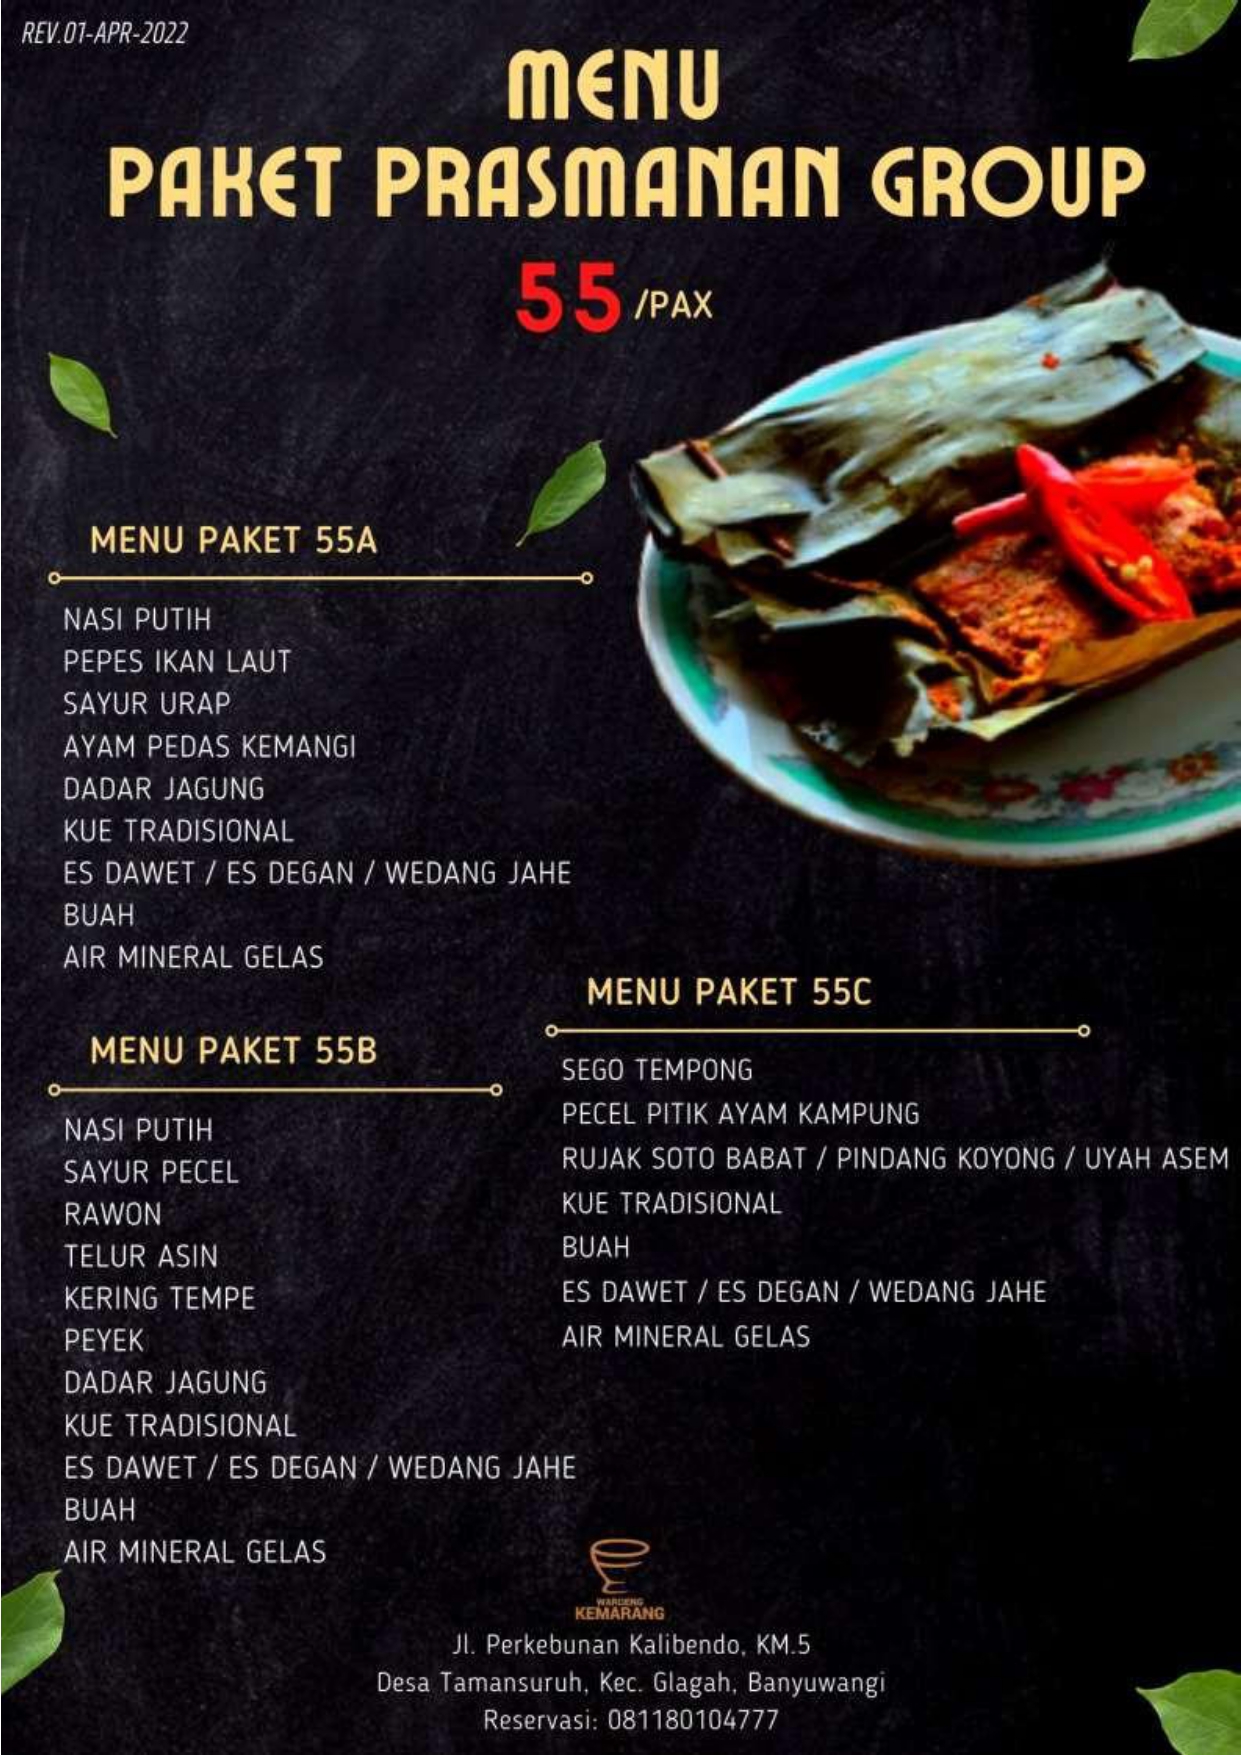 REV.01-APR-2022
MENU
PAKET PRASMANAN GROUP
55 /PAX
MENU PAKET 55A
NASI PUTIH
PEPES IKAN LAUT
SAYUR URAP
AYAM PEDAS KEMANGI
DADAR JAGUNG
KUE TRADISIONAL
ES DAWET / ES DEGAN / WEDANG JAHE
BUAH
AIR MINERAL GELAS
MENU PAKET 55B
NASI PUTIH
SAYUR PECEL
RAWON
TELUR ASIN
KERING TEMPE
PEYEK
DADAR JAGUNG
KUE TRADISIONAL
ES DAWET / ES DEGAN / WEDANG JAHE
BUAH
AIR MINERAL GELAS
MENU PAKET 55C
SEGO TEMPONG
PECEL PITIK AYAM KAMPUNG
RUJAK SOTO BABAT / PINDANG KOYONG / UYAH ASEM
KUE TRADISIONAL
BUAH
ES DAWET / ES DEGAN / WEDANG JAHE
AIR MINERAL GELAS
WAROENG
KEMARANG
Jl. Perkebunan Kalibendo, KM.5
Desa Tamansuruh, Kec. Glagah, Banyuwangi
Reservasi: 081180104777